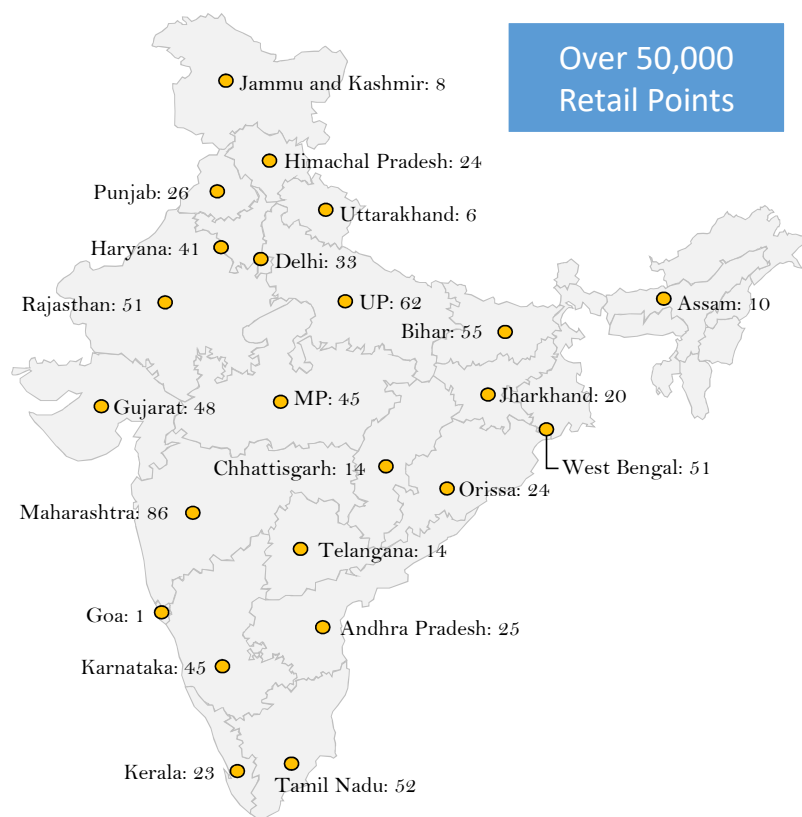 Over 50,000
Retail Points
Jammu and Kashmir: 8
Himachal Pradesh: 24
Punjab: 26
Uttarakhand: 6
Haryana: 41
Delhi: 33
Rajasthan: 51
UP: 62
Assam: 10
Bihar: 55
Gujarat: 48
MP: 45
Jharkhand: 20
Chhattisgarh: 14
West Bengal: 51
Orissa: 24
Maharashtra: 86
Telangana: 14
Goa: 1
Andhra Pradesh: 25
Karnataka: 45
Kerala: 23
Tamil Nadu: 52